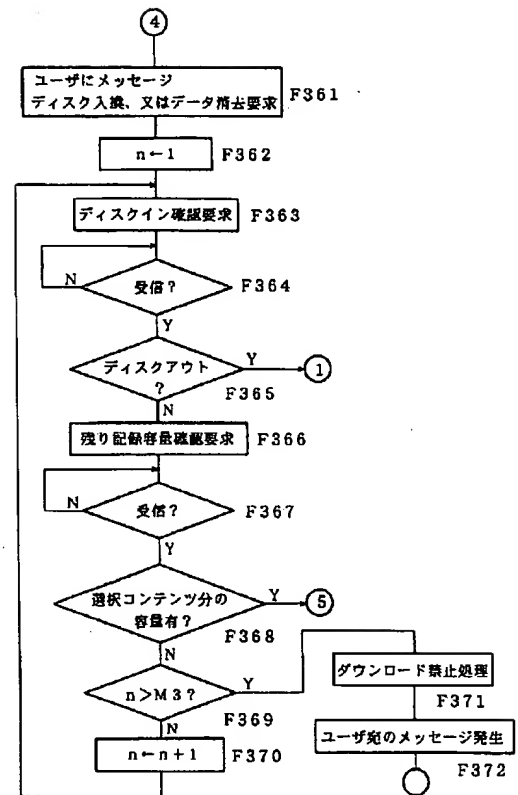 4
ユーザにメッセージ
ディスク入換、又はデータ消去要求
F361
n←1
F362
ディスクイン確認要求
F363
受信?
F364
N
Y
ディスクアウト
?
F365
Y
1
N
残り記録容量確認要求
F366
受信?
F367
N
Y
選択コンテンツ分の
容量有?
F368
Y
5
N
n>M3?
F369
Y
ダウンロード禁止処理
F371
N
n←n+1
F370
ユーザ宛のメッセージ発生
F372